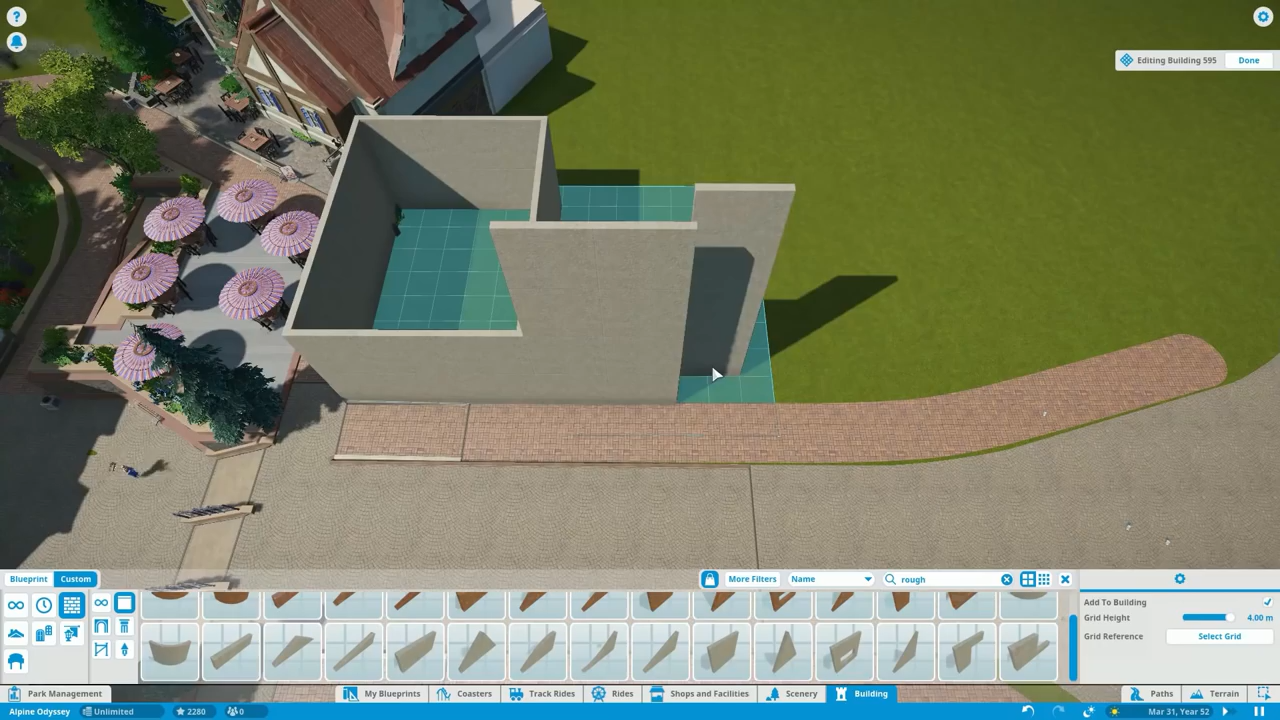 ?
Editing Building 595
Done
Blueprint
Custom
More Filters
Name
rough
Add To Building
Grid Height
4.00 m
Grid Reference
Select Grid
Park Management
My Blueprints
Coasters
Track Rides
Rides
Shops and Facilities
Scenery
Building
Paths
Terrain
Alpine Odyssey
Unlimited
2280
0
Mar 31, Year 52